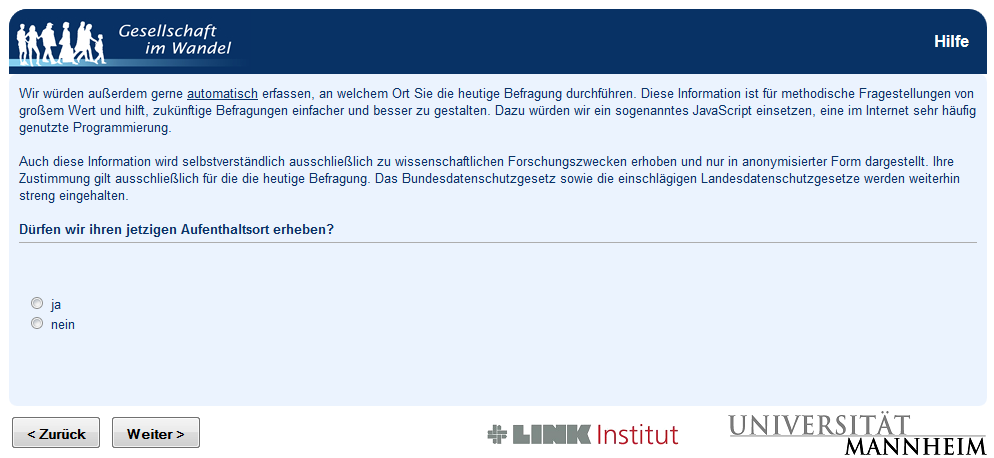 Gesellschaft
im Wandel
Hilfe
Wir würden außerdem gerne automatisch erfassen, an welchem Ort Sie die heutige Befragung durchführen. Diese Information ist für methodische Fragestellungen von
großem Wert und hilft, zukünftige Befragungen einfacher und besser zu gestalten. Dazu würden wir ein sogenanntes JavaScript einsetzen, eine im Internet sehr häufig
genutzte Programmierung.
Auch diese Information wird selbstverständlich ausschließlich zu wissenschaftlichen Forschungszwecken erhoben und nur in anonymisierter Form dargestellt. Ihre
Zustimmung gilt ausschließlich für die die heutige Befragung. Das Bundesdatenschutzgesetz sowie die einschlägigen Landesdatenschutzgesetze werden weiterhin
streng eingehalten.
Dürfen wir ihren jetzigen Aufenthaltsort erheben?
ja
nein
< Zurück
Weiter >
LINK Institut
UNIVERSITÄT
MANNHEIM